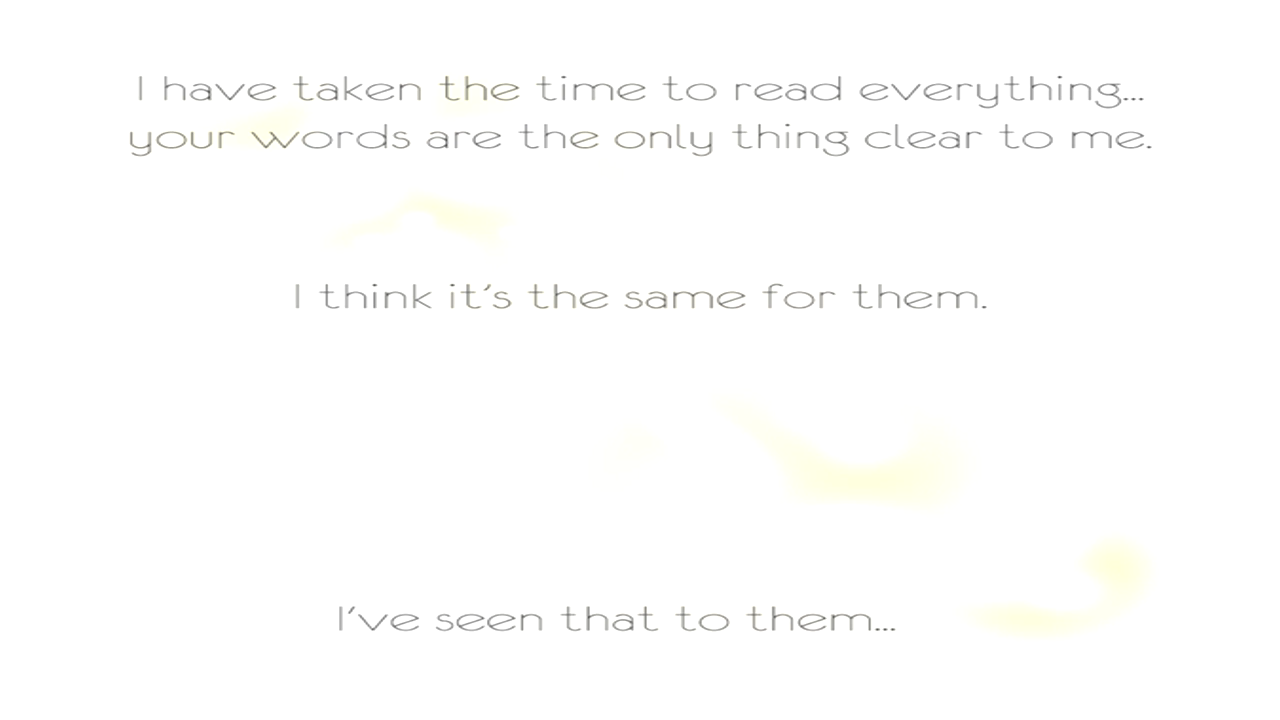 I have taken the time to read everything...
your words are the only thing clear to me.
I think it's the same for them.
I've seen that to them...